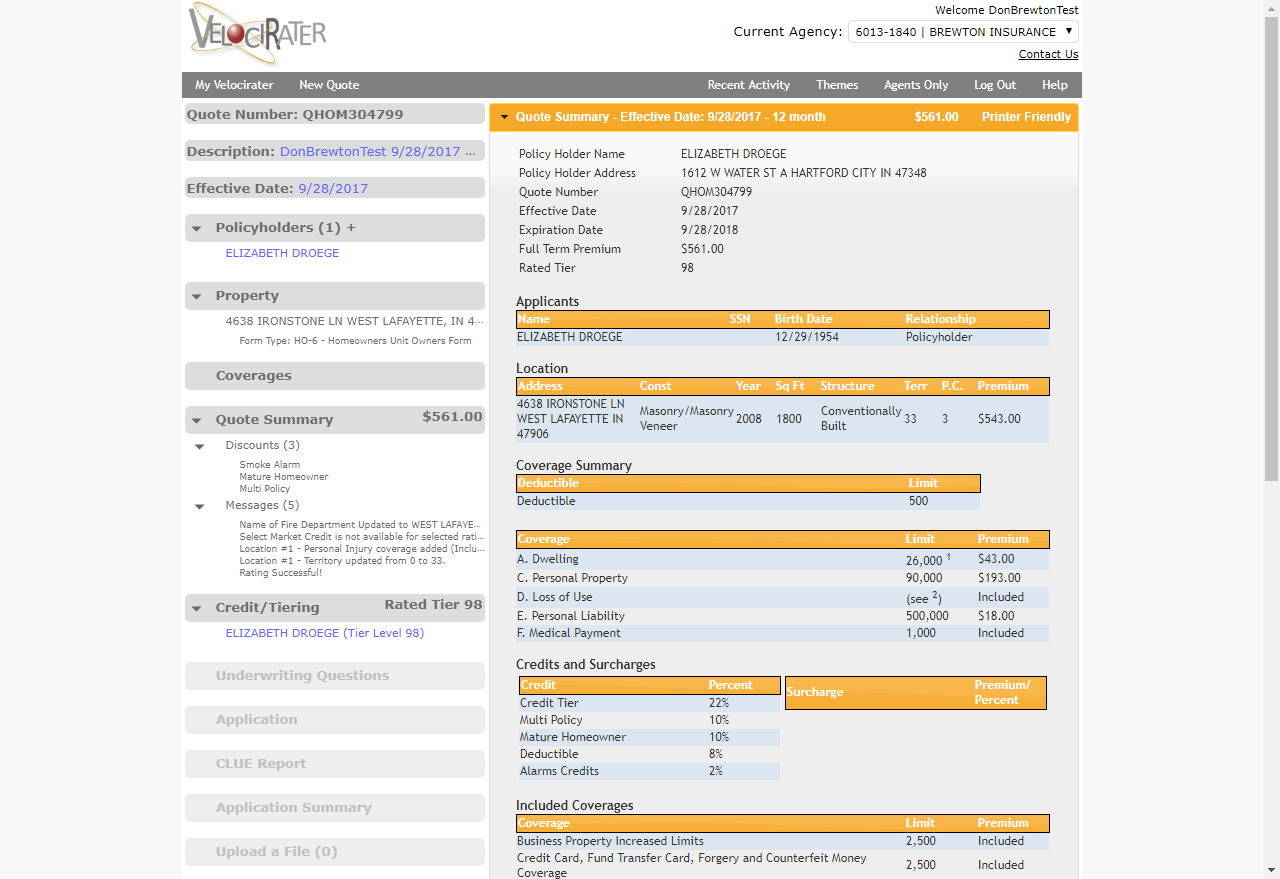 VELOCIRATER
Welcome DonBrewtonTest
Current Agency: 6013-1840 | BREWTON INSURANCE
Contact Us
My Velocirater New Quote Recent Activity Themes Agents Only Log Out Help
Quote Number: QHOM304799
Description: DonBrewtonTest 9/28/2017 ...
Effective Date: 9/28/2017
Policyholders (1) +
ELIZABETH DROEGE
Property
4638 IRONSTONE LN WEST LAFAYETTE, IN 4...
Form Type: HO-6 - Homeowners Unit Owners Form
Coverages
Quote Summary $561.00
Discounts (3)
Smoke Alarm
Mature Homeowner
Multi Policy
Messages (5)
Name of Fire Department Updated to WEST LAFAYE...
Select Market Credit is not available for selected rati...
Location #1 - Personal Injury coverage added (Inclu...
Location #1 - Territory updated from 0 to 33.
Rating Successful!
Credit/Tiering Rated Tier 98
ELIZABETH DROEGE (Tier Level 98)
Underwriting Questions
Application
CLUE Report
Application Summary
Upload a File (0)
Quote Summary - Effective Date: 9/28/2017 - 12 month $561.00 Printer Friendly
Policy Holder Name ELIZABETH DROEGE
Policy Holder Address 1612 W WATER ST A HARTFORD CITY IN 47348
Quote Number QHOM304799
Effective Date 9/28/2017
Expiration Date 9/28/2018
Full Term Premium $561.00
Rated Tier 98
Applicants
Name SSN Birth Date Relationship
ELIZABETH DROEGE 12/29/1954 Policyholder
Location
Address Const Year Sq Ft Structure Terr P.C. Premium
4638 IRONSTONE LN
WEST LAFAYETTE IN
47906
Masonry/Masonry
Veneer
2008 1800
Conventionally
Built
33 3 $543.00
Coverage Summary
Deductible Limit
Deductible 500
Coverage Limit Premium
A. Dwelling 26,000 1 $43.00
C. Personal Property 90,000 $193.00
D. Loss of Use (see 2) Included
E. Personal Liability 500,000 $18.00
F. Medical Payment 1,000 Included
Credits and Surcharges
Credit Percent
Credit Tier 22%
Multi Policy 10%
Mature Homeowner 10%
Deductible 8%
Alarms Credits 2%
Surcharge Premium/
Percent
Included Coverages
Coverage Limit Premium
Business Property Increased Limits 2,500 Included
Credit Card, Fund Transfer Card, Forgery and Counterfeit Money
Coverage
2,500 Included